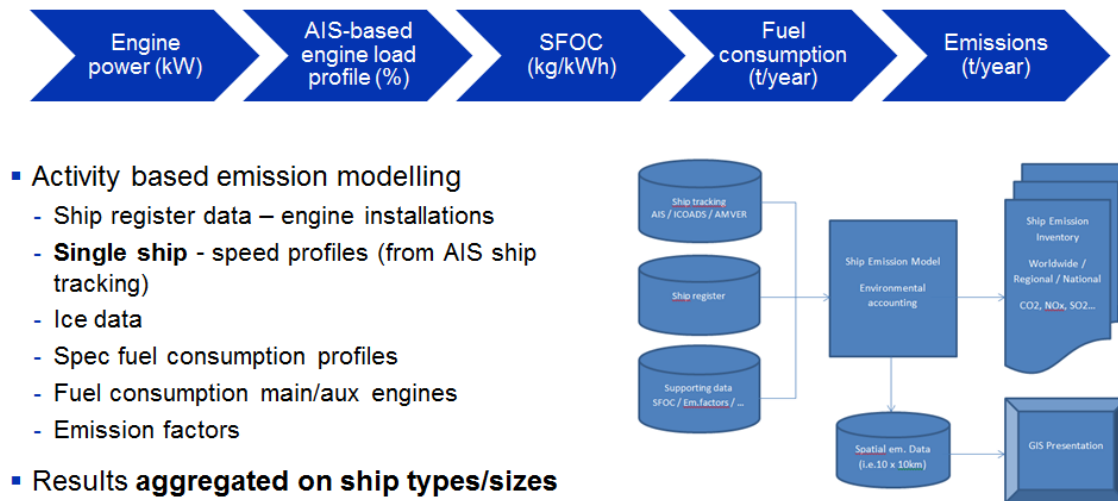 Engine
power (kW)
AIS-based
engine load
profile (%)
SFOC
(kg/kWh)
Fuel
consumption
(t/year)
Emissions
(t/year)
▪ Activity based emission modelling
- Ship register data – engine installations
- Single ship - speed profiles (from AIS ship
tracking)
- Ice data
- Spec fuel consumption profiles
- Fuel consumption main/aux engines
- Emission factors
▪ Results aggregated on ship types/sizes
Ship tracking
AIS / ICOADS / AMVER
Ship register
Supporting data
SFOC / Em.factors / ...
Ship Emission Model
Environmental
accounting
Ship Emission
Inventory
Worldwide /
Regional / National
CO2, NOx, SO2...
Spatial em. Data
(i.e.10 x 10km)
GIS Presentation